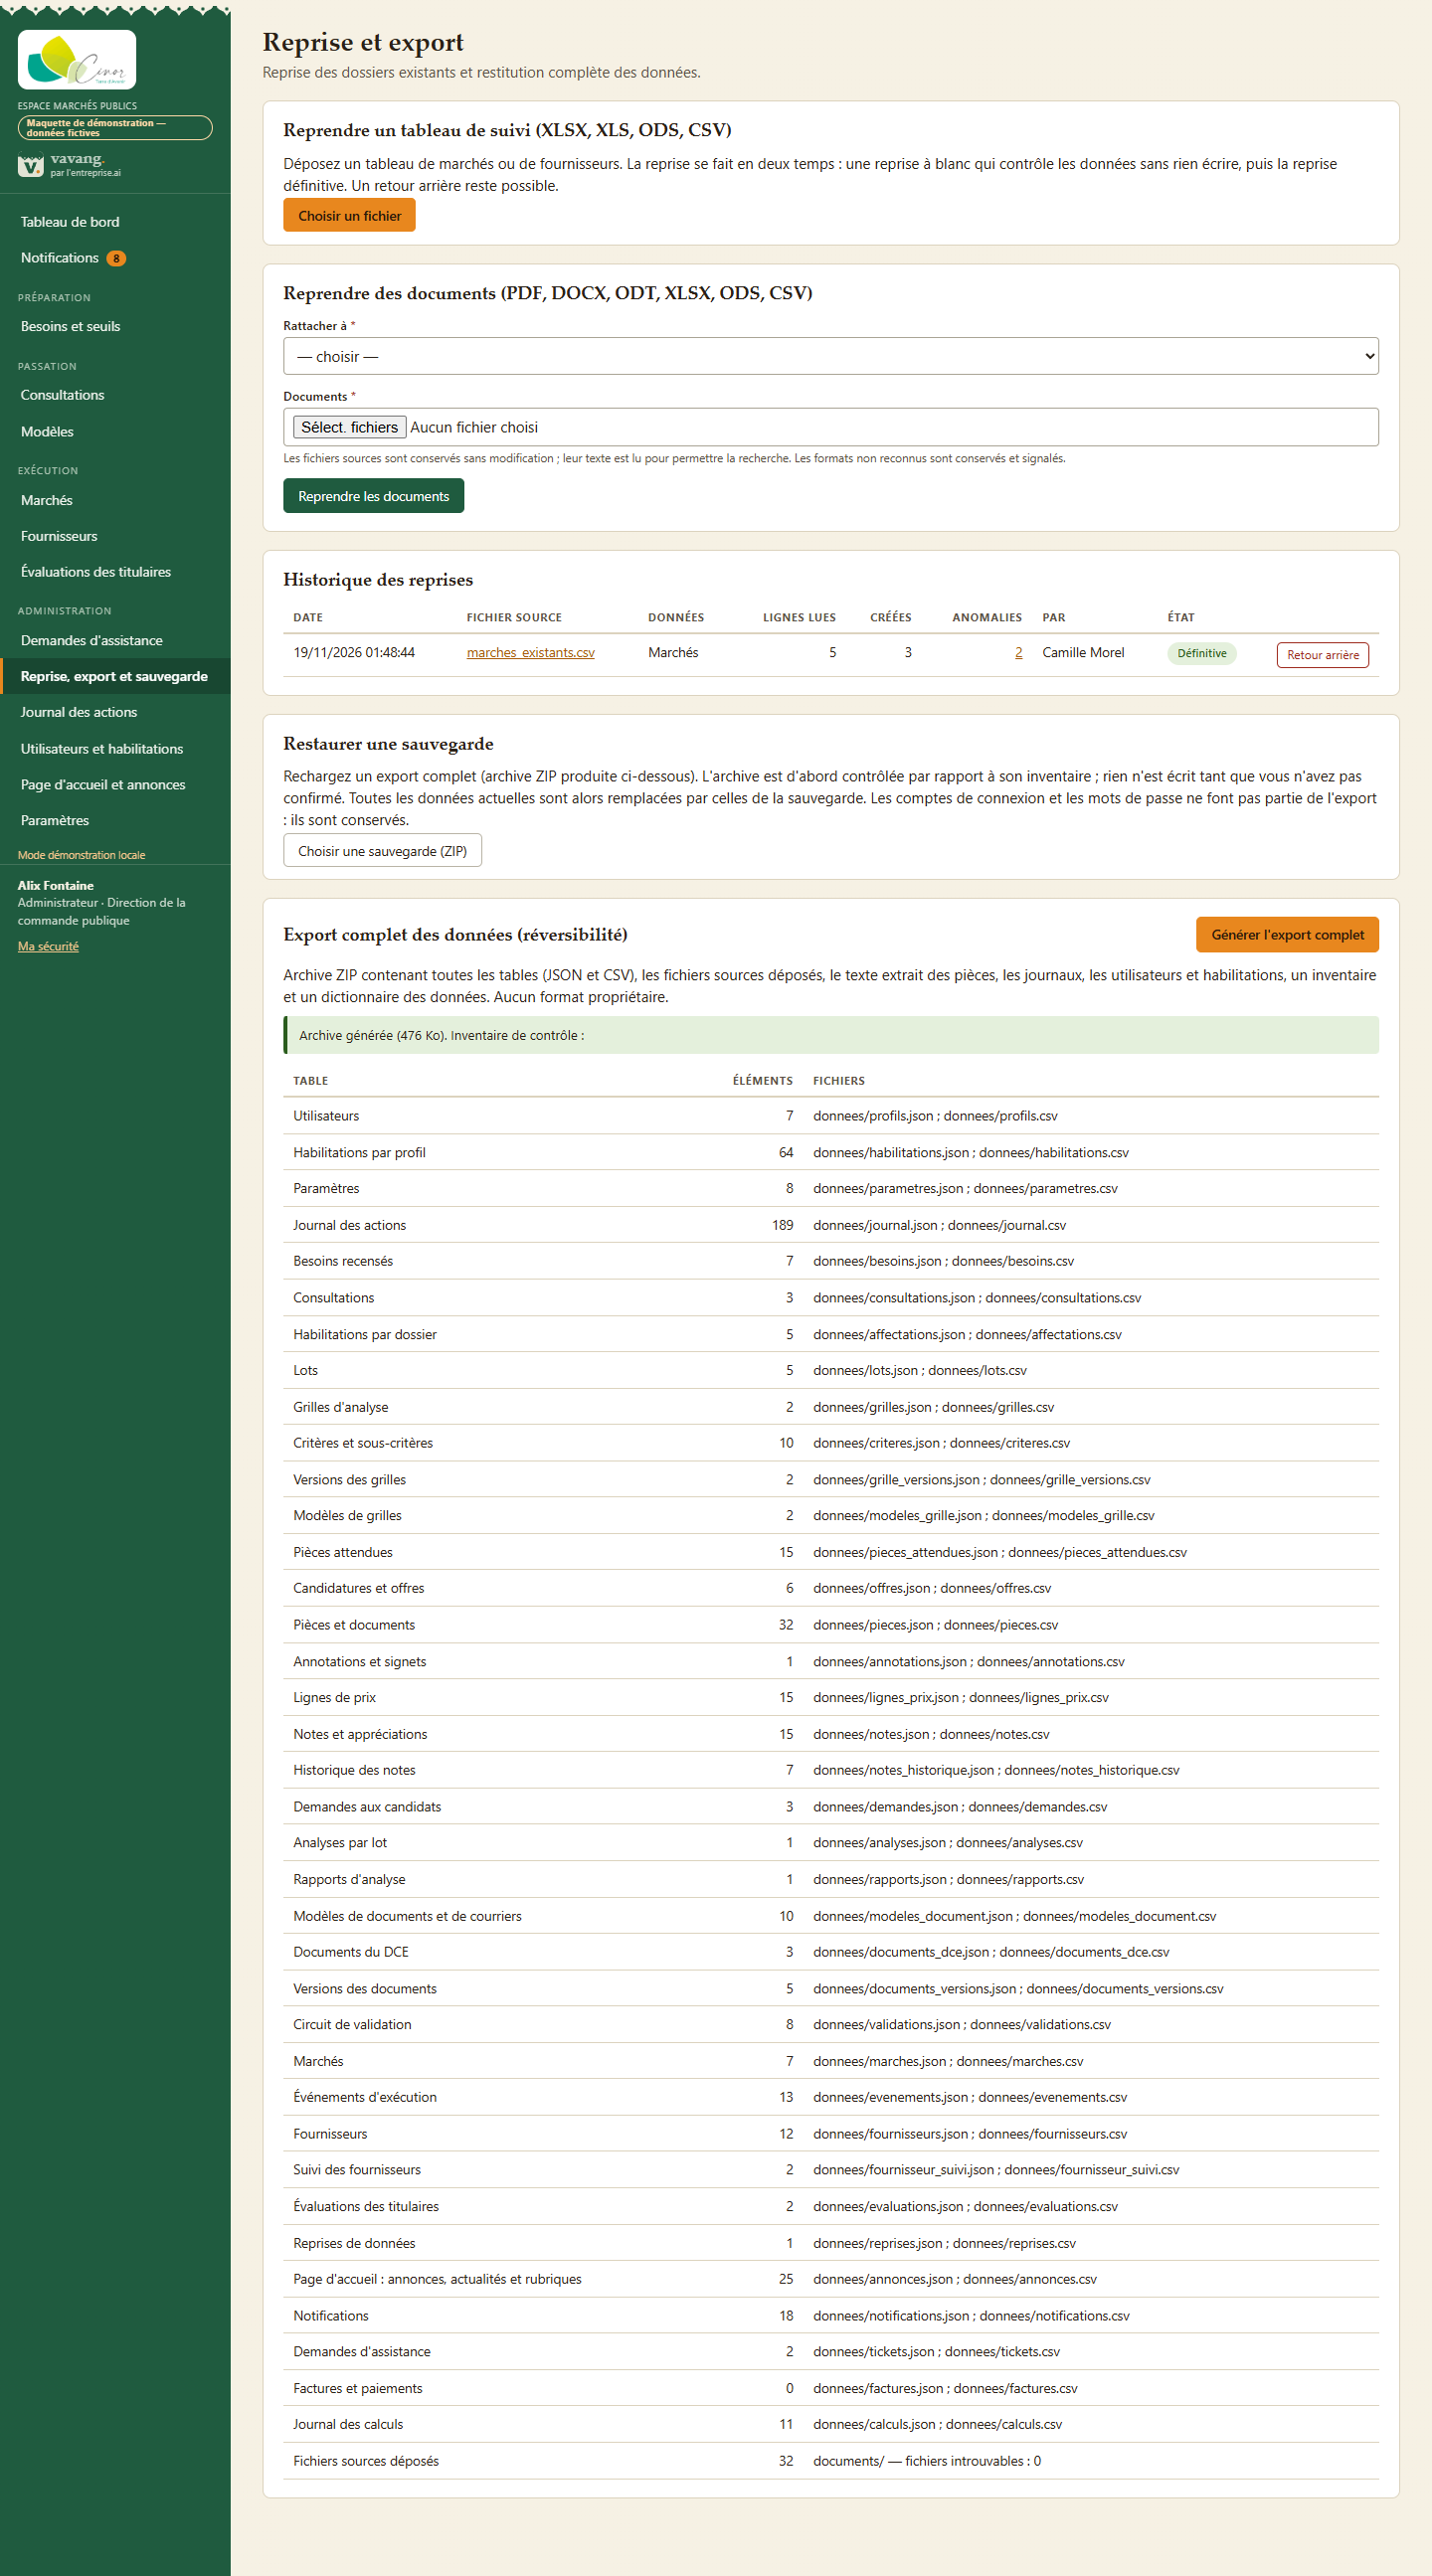 Cinor
ESPACE MARCHÉS PUBLICS
Maquette de démonstration —
données fictives
vavang.
par l'entreprise.ai
Tableau de bord
Notifications 8
PRÉPARATION
Besoins et seuils
PASSATION
Consultations
Modèles
EXÉCUTION
Marchés
Fournisseurs
Évaluations des titulaires
ADMINISTRATION
Demandes d'assistance
Reprise, export et sauvegarde
Journal des actions
Utilisateurs et habilitations
Page d'accueil et annonces
Paramètres
Mode démonstration locale
Alix Fontaine
Administrateur · Direction de la
commande publique
Ma sécurité
Reprise et export
Reprise des dossiers existants et restitution complète des données.
Reprendre un tableau de suivi (XLSX, XLS, ODS, CSV)
Déposez un tableau de marchés ou de fournisseurs. La reprise se fait en deux temps : une reprise à blanc qui contrôle les données sans rien écrire, puis la reprise
définitive. Un retour arrière reste possible.
Choisir un fichier
Reprendre des documents (PDF, DOCX, ODT, XLSX, ODS, CSV)
Rattacher à *
— choisir —
Documents *
Sélect. fichiers Aucun fichier choisi
Les fichiers sources sont conservés sans modification ; leur texte est lu pour permettre la recherche. Les formats non reconnus sont conservés et signalés.
Reprendre les documents
Historique des reprises
DATE FICHIER SOURCE DONNÉES LIGNES LUES CRÉÉES ANOMALIES PAR ÉTAT
19/11/2026 01:48:44 marches_existants.csv Marchés 5 3 2 Camille Morel Définitive Retour arrière
Restaurer une sauvegarde
Rechargez un export complet (archive ZIP produite ci-dessous). L'archive est d'abord contrôlée par rapport à son inventaire ; rien n'est écrit tant que vous n'avez pas
confirmé. Toutes les données actuelles sont alors remplacées par celles de la sauvegarde. Les comptes de connexion et les mots de passe ne font pas partie de l'export
: ils sont conservés.
Choisir une sauvegarde (ZIP)
Export complet des données (réversibilité)
Générer l'export complet
Archive ZIP contenant toutes les tables (JSON et CSV), les fichiers sources déposés, le texte extrait des pièces, les journaux, les utilisateurs et habilitations, un inventaire
et un dictionnaire des données. Aucun format propriétaire.
Archive générée (476 Ko). Inventaire de contrôle :
TABLE ÉLÉMENTS FICHIERS
Utilisateurs 7 donnees/profils.json ; donnees/profils.csv
Habilitations par profil 64 donnees/habilitations.json ; donnees/habilitations.csv
Paramètres 8 donnees/parametres.json ; donnees/parametres.csv
Journal des actions 189 donnees/journal.json ; donnees/journal.csv
Besoins recensés 7 donnees/besoins.json ; donnees/besoins.csv
Consultations 3 donnees/consultations.json ; donnees/consultations.csv
Habilitations par dossier 5 donnees/affectations.json ; donnees/affectations.csv
Lots 5 donnees/lots.json ; donnees/lots.csv
Grilles d'analyse 2 donnees/grilles.json ; donnees/grilles.csv
Critères et sous-critères 10 donnees/criteres.json ; donnees/criteres.csv
Versions des grilles 2 donnees/grille_versions.json ; donnees/grille_versions.csv
Modèles de grilles 2 donnees/modeles_grille.json ; donnees/modeles_grille.csv
Pièces attendues 15 donnees/pieces_attendues.json ; donnees/pieces_attendues.csv
Candidatures et offres 6 donnees/offres.json ; donnees/offres.csv
Pièces et documents 32 donnees/pieces.json ; donnees/pieces.csv
Annotations et signets 1 donnees/annotations.json ; donnees/annotations.csv
Lignes de prix 15 donnees/lignes_prix.json ; donnees/lignes_prix.csv
Notes et appréciations 15 donnees/notes.json ; donnees/notes.csv
Historique des notes 7 donnees/notes_historique.json ; donnees/notes_historique.csv
Demandes aux candidats 3 donnees/demandes.json ; donnees/demandes.csv
Analyses par lot 1 donnees/analyses.json ; donnees/analyses.csv
Rapports d'analyse 1 donnees/rapports.json ; donnees/rapports.csv
Modèles de documents et de courriers 10 donnees/modeles_document.json ; donnees/modeles_document.csv
Documents du DCE 3 donnees/documents_dce.json ; donnees/documents_dce.csv
Versions des documents 5 donnees/documents_versions.json ; donnees/documents_versions.csv
Circuit de validation 8 donnees/validations.json ; donnees/validations.csv
Marchés 7 donnees/marches.json ; donnees/marches.csv
Événements d'exécution 13 donnees/evenements.json ; donnees/evenements.csv
Fournisseurs 12 donnees/fournisseurs.json ; donnees/fournisseurs.csv
Suivi des fournisseurs 2 donnees/fournisseur_suivi.json ; donnees/fournisseur_suivi.csv
Évaluations des titulaires 2 donnees/evaluations.json ; donnees/evaluations.csv
Reprises de données 1 donnees/reprises.json ; donnees/reprises.csv
Page d'accueil : annonces, actualités et rubriques 25 donnees/annonces.json ; donnees/annonces.csv
Notifications 18 donnees/notifications.json ; donnees/notifications.csv
Demandes d'assistance 2 donnees/tickets.json ; donnees/tickets.csv
Factures et paiements 0 donnees/factures.json ; donnees/factures.csv
Journal des calculs 11 donnees/calculs.json ; donnees/calculs.csv
Fichiers sources déposés 32 documents/ — fichiers introuvables : 0